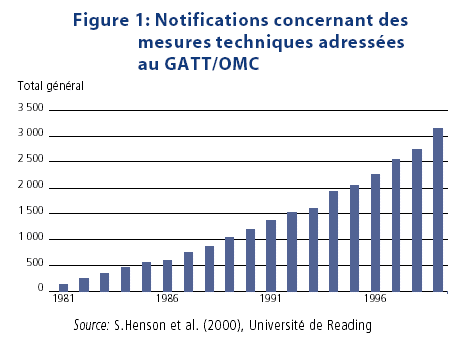 Figure 1: Notifications concernant des
mesures techniques adressées
au GATT/OMC
Total général
3 500
3 000
2 500
2 000
1 500
1 000
500
0
1981 1986 1991 1996
Source: S.Henson et al. (2000), Université de Reading